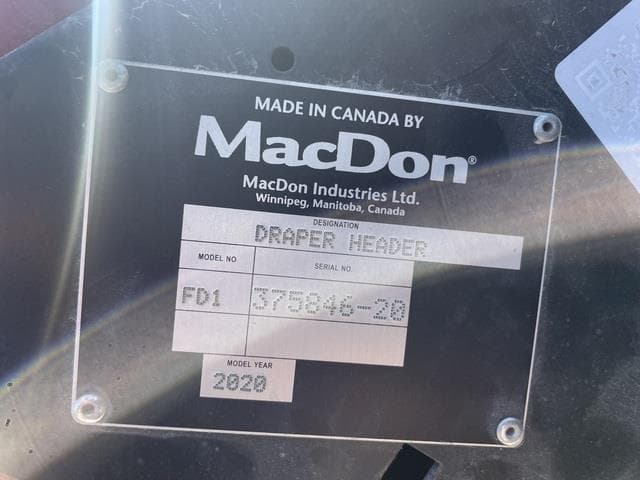 MADE IN CANADA BY
MacDon®
MacDon Industries Ltd.
Winnipeg, Manitoba, Canada
DESIGNATION
DRAPER HEADER
MODEL NO
SERIAL NO.
FD1
375846-20
MODEL YEAR
2020